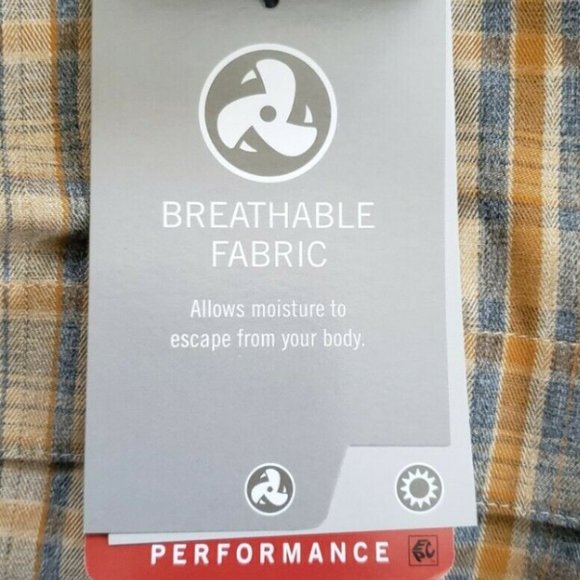 BREATHABLE
FABRIC
Allows moisture to
escape from your body.
PERFORMANCE